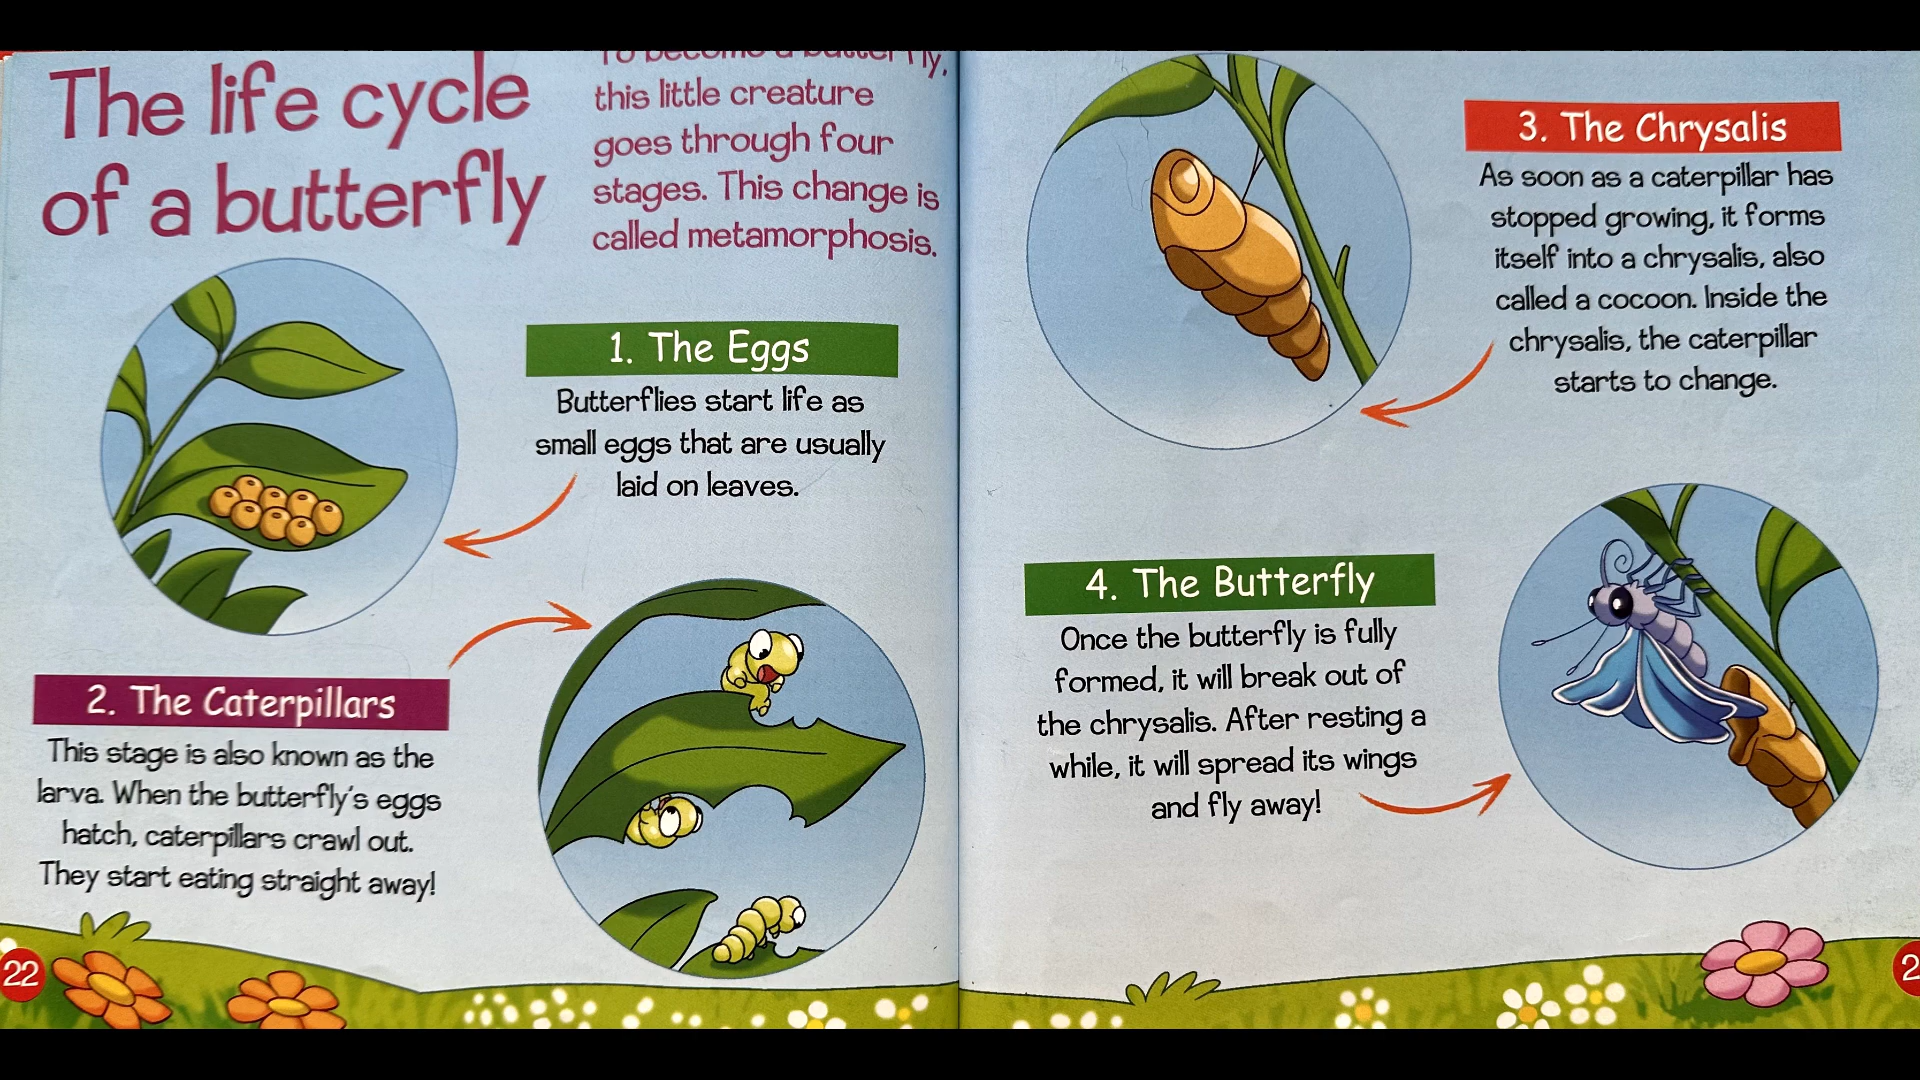 The life cycle
of a butterfly
To become a butterfly,
this little creature
goes through four
stages. This change is
called metamorphosis.
1. The Eggs
Butterflies start life as
small eggs that are usually
laid on leaves.
2. The Caterpillars
This stage is also known as the
larva. When the butterfly's eggs
hatch, caterpillars crawl out.
They start eating straight away!
22
3. The Chrysalis
As soon as a caterpillar has
stopped growing, it forms
itself into a chrysalis, also
called a cocoon. Inside the
chrysalis, the caterpillar
starts to change.
4. The Butterfly
Once the butterfly is fully
formed, it will break out of
the chrysalis. After resting a
while, it will spread its wings
and fly away!
2